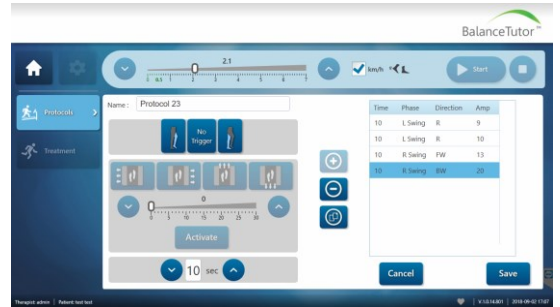 BalanceTutor™
2.1
0 0.1 1 2 3 4 5 6 7
km/h
L
Start
Protocols
Treatment
Name : Protocol 23
No
Trigger
0
0 5 10 15 20 25 30
Activate
10 sec
Time Phase Direction Amp
10 L Swing R 9
10 L Swing R 10
10 R Swing FW 13
10 R Swing BW 20
Cancel
Save
Therapist: admin | Patient: test test
V:1.0.14.801 | 2018-09-02 17:07